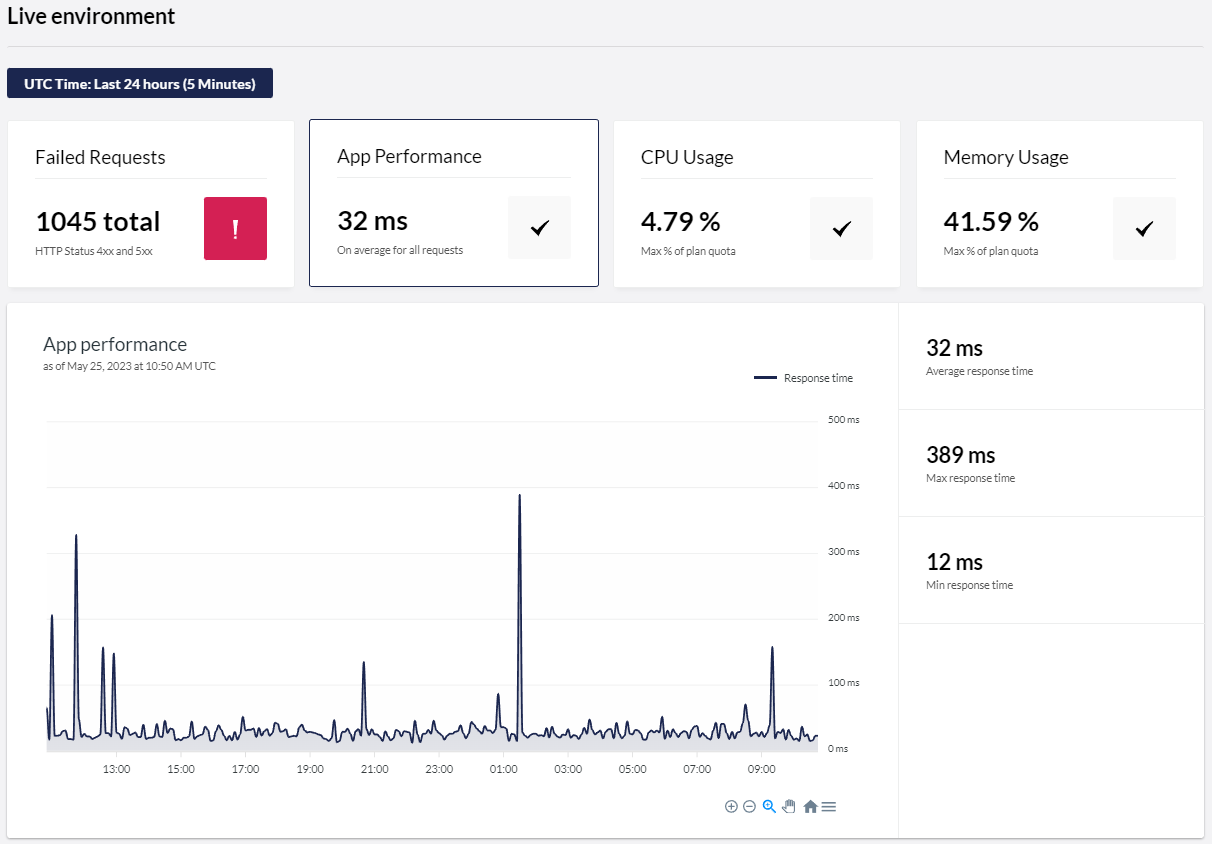 Live environment
UTC Time: Last 24 hours (5 Minutes)
Failed Requests
1045 total
HTTP Status 4xx and 5xx
!
App Performance
32 ms
On average for all requests
CPU Usage
4.79 %
Max % of plan quota
Memory Usage
41.59 %
Max % of plan quota
App performance
as of May 25, 2023 at 10:50 AM UTC
Response time
500 ms
400 ms
300 ms
200 ms
100 ms
0 ms
13:00 15:00 17:00 19:00 21:00 23:00 01:00 03:00 05:00 07:00 09:00
32 ms
Average response time
389 ms
Max response time
12 ms
Min response time